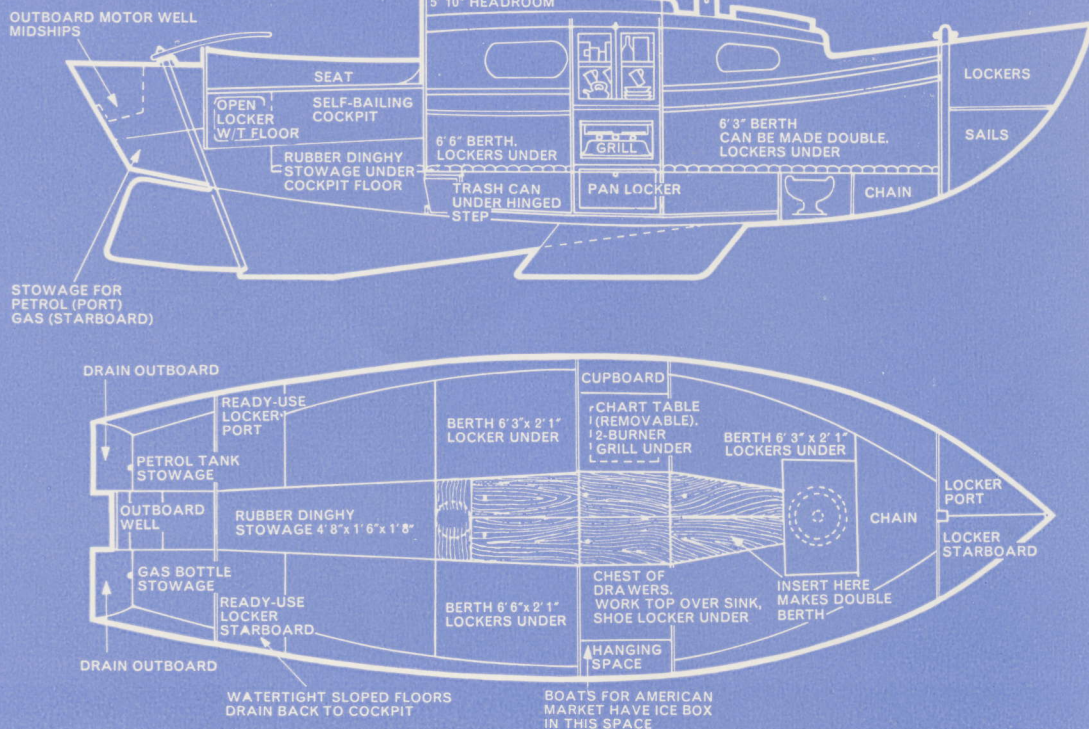 5' 10" HEADROOM
OUTBOARD MOTOR WELL
MIDSHIPS
SEAT
OPEN
LOCKER
W/T FLOOR
SELF-BAILING
COCKPIT
RUBBER DINGHY
STOWAGE UNDER
COCKPIT FLOOR
6'6" BERTH.
LOCKERS UNDER
TRASH CAN
UNDER HINGED
STEP
GRILL
PAN LOCKER
6'3" BERTH
CAN BE MADE DOUBLE.
LOCKERS UNDER
CHAIN
LOCKERS
SAILS
STOWAGE FOR
PETROL (PORT)
GAS (STARBOARD)
DRAIN OUTBOARD
READY-USE
LOCKER
PORT
PETROL TANK
STOWAGE
OUTBOARD
WELL
RUBBER DINGHY
STOWAGE 4'8"x 1'6"x 1'8"
GAS BOTTLE
STOWAGE
READY-USE
LOCKER
STARBOARD
DRAIN OUTBOARD
WATERTIGHT SLOPED FLOORS
DRAIN BACK TO COCKPIT
BERTH 6'3"x 2'1"
LOCKER UNDER
BERTH 6'6"x 2'1"
LOCKERS UNDER
CUPBOARD
CHART TABLE
(REMOVABLE).
2-BURNER
GRILL UNDER
CHEST OF
DRAWERS.
WORK TOP OVER SINK,
SHOE LOCKER UNDER
HANGING
SPACE
BOATS FOR AMERICAN
MARKET HAVE ICE BOX
IN THIS SPACE
BERTH 6'3"x 2'1"
LOCKERS UNDER
INSERT HERE
MAKES DOUBLE
BERTH
CHAIN
LOCKER
PORT
LOCKER
STARBOARD